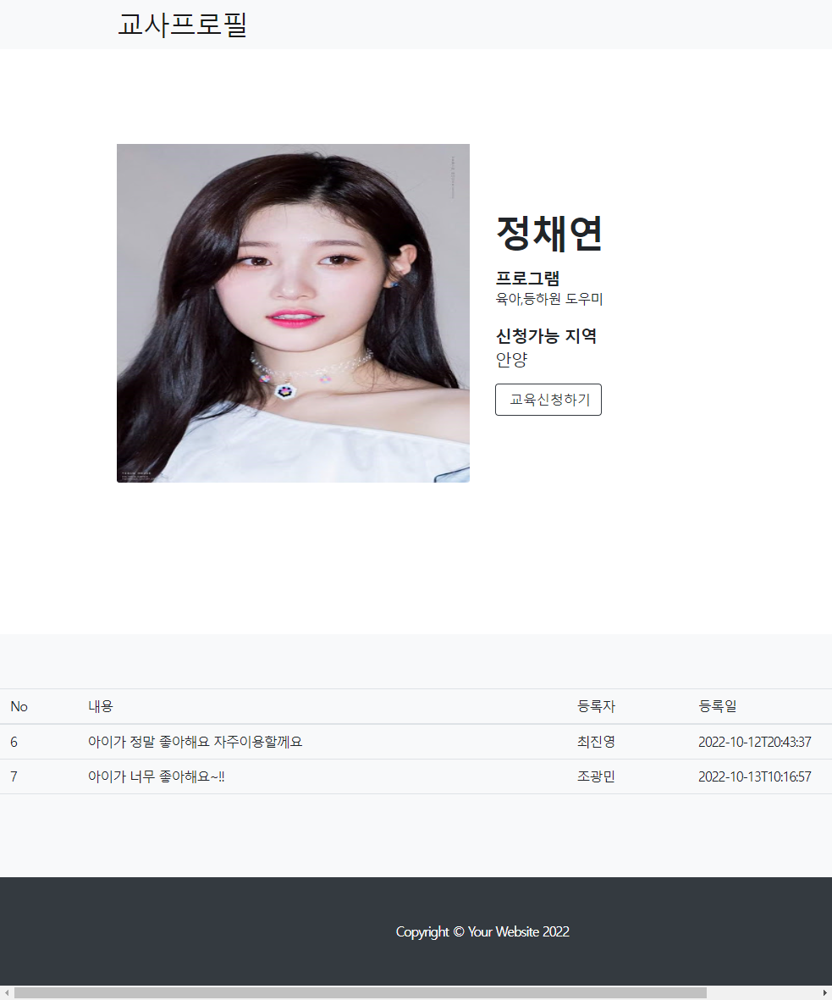 교사프로필
정채연
프로그램
육아,등하원 도우미
신청가능 지역
안양
교육신청하기
No 내용 등록자 등록일
6 아이가 정말 좋아해요 자주이용할께요 최진영 2022-10-12T20:43:37
7 아이가 너무 좋아해요~!! 조광민 2022-10-13T10:16:57
Copyright © Your Website 2022